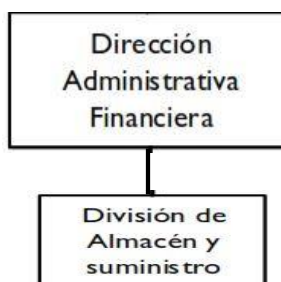 Dirección
Administrativa
Financiera
División de
Almacén y
suministro